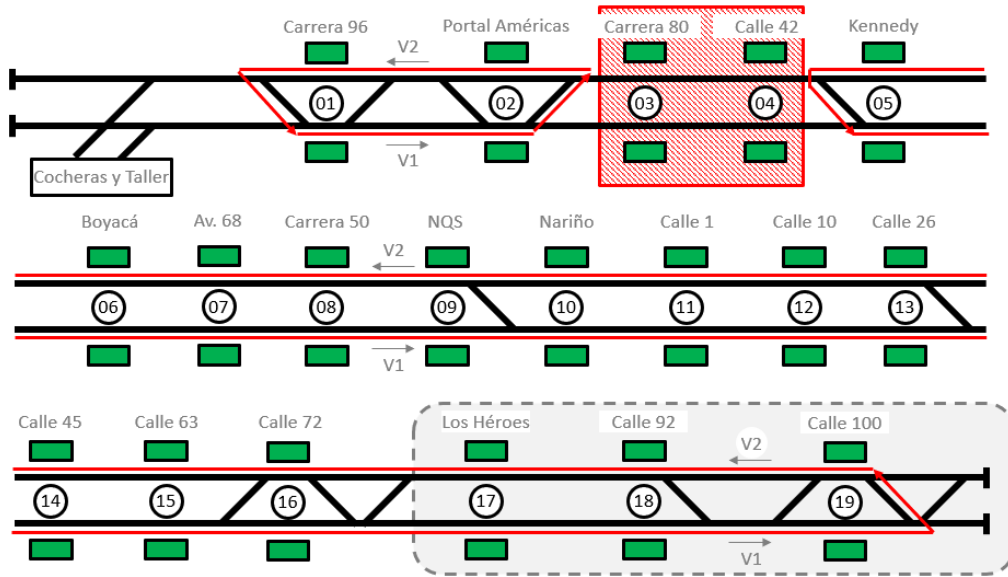 Carrera 96
Portal Américas
Carrera 80
Calle 42
Kennedy
V2
01
02
03
04
05
V1
Cocheras y Taller
Boyacá
Av. 68
Carrera 50
NQS
Nariño
Calle 1
Calle 10
Calle 26
V2
06
07
08
09
10
11
12
13
V1
Calle 45
Calle 63
Calle 72
Los Héroes
Calle 92
Calle 100
V2
14
15
16
17
18
19
V1